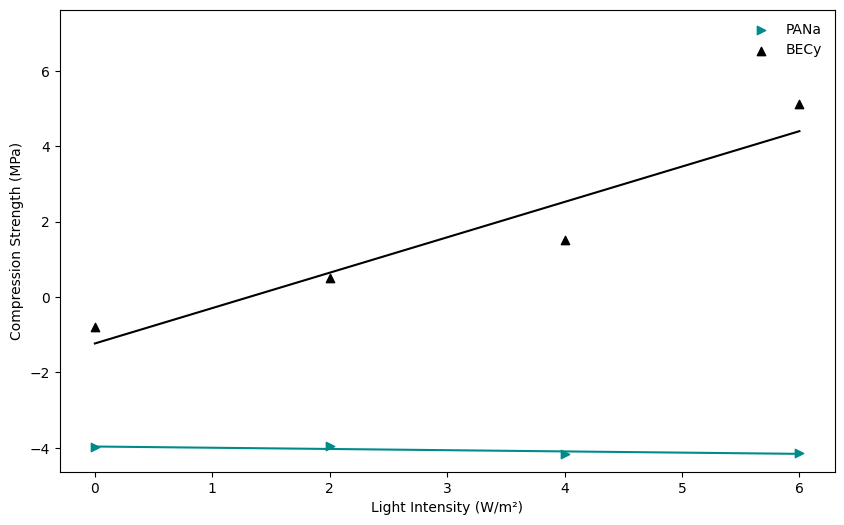 PANa
BECy
6
4
2
0
−2
−4
Compression Strength (MPa)
0 1 2 3 4 5 6
Light Intensity (W/m²)